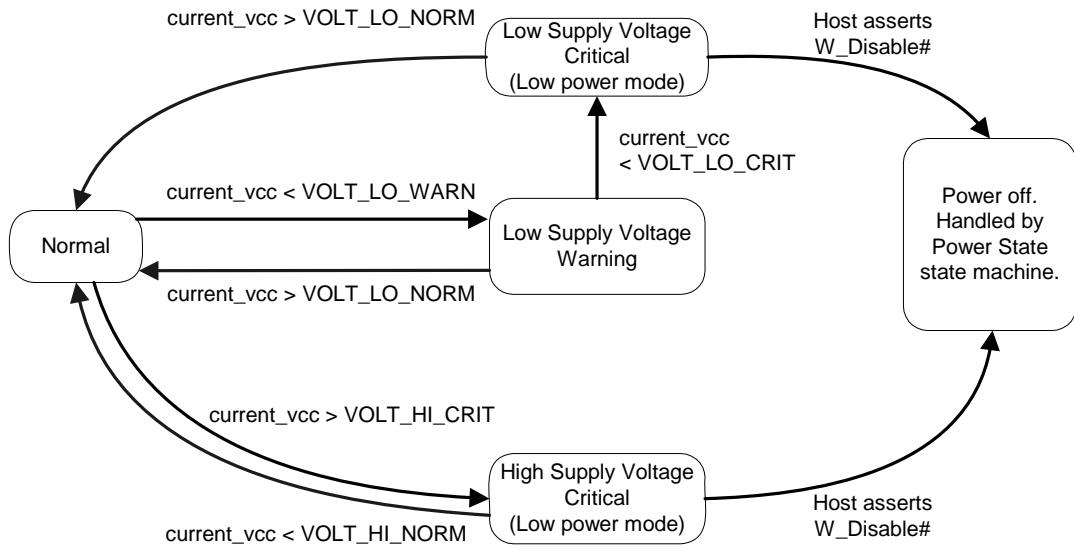 current_vcc > VOLT_LO_NORM
Low Supply Voltage
Critical
(Low power mode)
Host asserts
W_Disable#
current_vcc
< VOLT_LO_CRIT
current_vcc < VOLT_LO_WARN
Normal
Low Supply Voltage
Warning
Power off.
Handled by
Power State
state machine.
current_vcc > VOLT_LO_NORM
current_vcc > VOLT_HI_CRIT
High Supply Voltage
Critical
(Low power mode)
Host asserts
W_Disable#
current_vcc < VOLT_HI_NORM